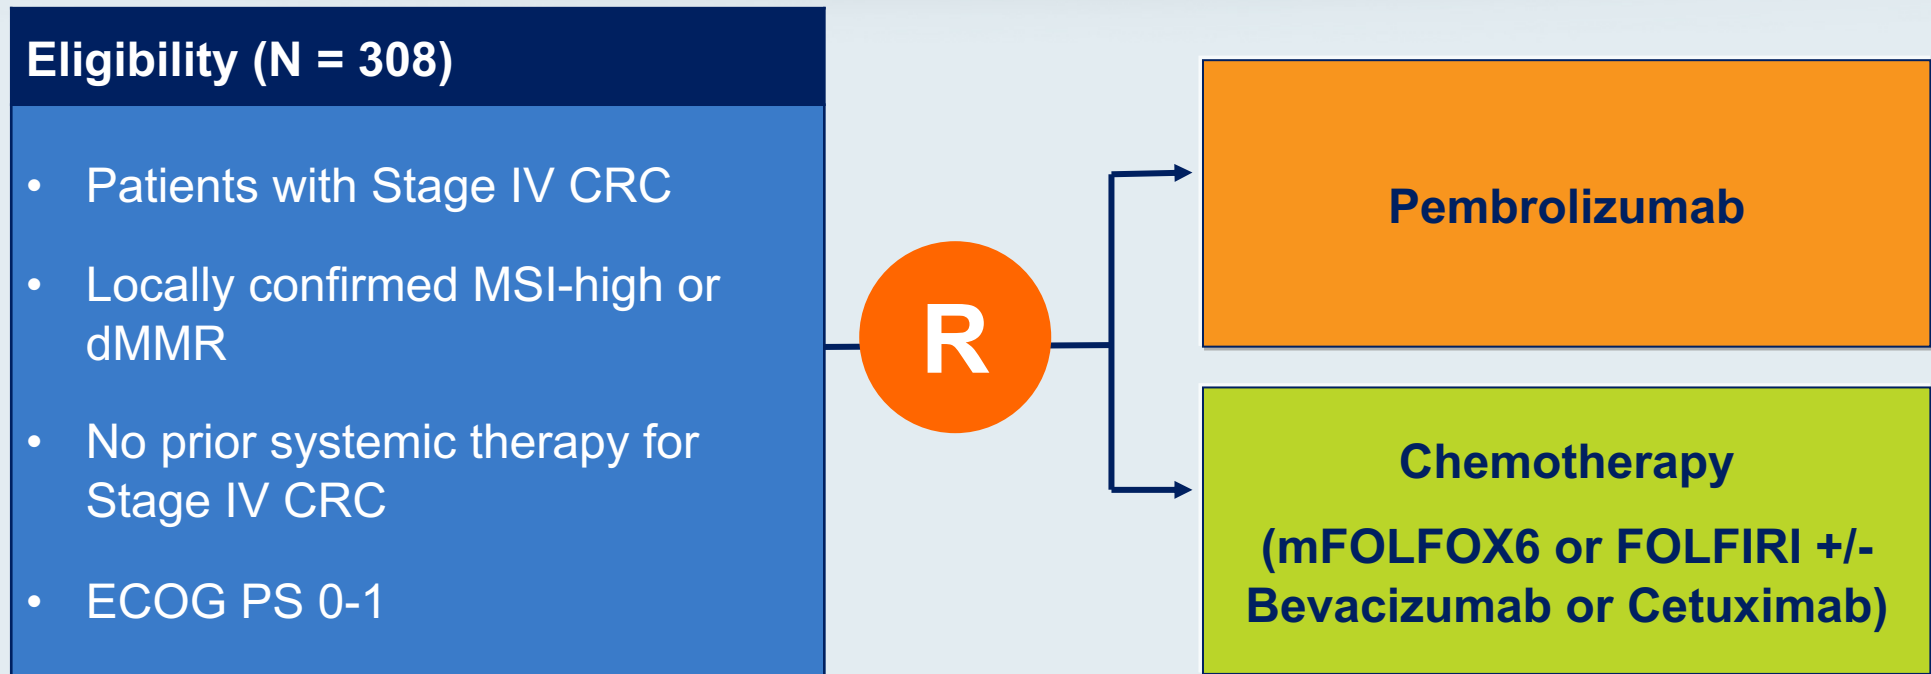 Eligibility (N = 308)
• Patients with Stage IV CRC
• Locally confirmed MSI-high or
dMMR
• No prior systemic therapy for
Stage IV CRC
• ECOG PS 0-1
R
Pembrolizumab
Chemotherapy
(mFOLFOX6 or FOLFIRI +/-
Bevacizumab or Cetuximab)